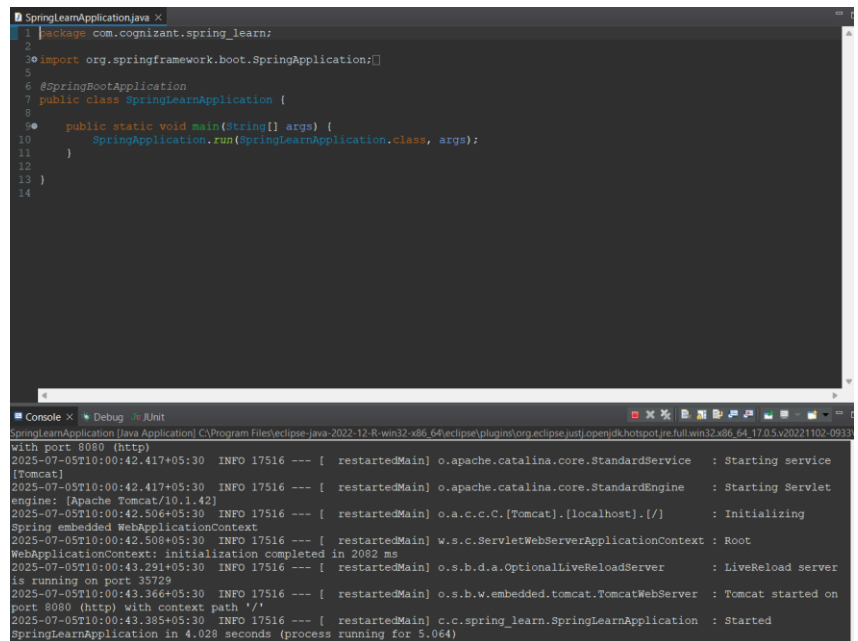 SpringLearnApplication.java
1 package com.cognizant.spring_learn;
2
3 import org.springframework.boot.SpringApplication;
5
6 @SpringBootApplication
7 public class SpringLearnApplication {
8
9 public static void main(String[] args) {
10 SpringApplication.run(SpringLearnApplication.class, args);
11 }
12
13 }
14
Console Debug JUnit
SpringLearnApplication [Java Application] C:\Program Files\eclipse-java-2022-12-R-win32-x86_64\eclipse\plugins\org.eclipse.justj.openjdk.hotspot.jre.full.win32.x86_64_17.0.5.v20221102-0933\
with port 8080 (http)
2025-07-05T10:00:42.417+05:30  INFO 17516 --- [  restartedMain] o.apache.catalina.core.StandardService   : Starting service
[Tomcat]
2025-07-05T10:00:42.417+05:30  INFO 17516 --- [  restartedMain] o.apache.catalina.core.StandardEngine    : Starting Servlet
engine: [Apache Tomcat/10.1.42]
2025-07-05T10:00:42.506+05:30  INFO 17516 --- [  restartedMain] o.a.c.c.C.[Tomcat].[localhost].[/]       : Initializing
Spring embedded WebApplicationContext
2025-07-05T10:00:42.508+05:30  INFO 17516 --- [  restartedMain] w.s.c.ServletWebServerApplicationContext : Root
WebApplicationContext: initialization completed in 2082 ms
2025-07-05T10:00:43.291+05:30  INFO 17516 --- [  restartedMain] o.s.b.d.a.OptionalLiveReloadServer       : LiveReload server
is running on port 35729
2025-07-05T10:00:43.366+05:30  INFO 17516 --- [  restartedMain] o.s.b.w.embedded.tomcat.TomcatWebServer  : Tomcat started on
port 8080 (http) with context path '/'
2025-07-05T10:00:43.385+05:30  INFO 17516 --- [  restartedMain] c.c.spring_learn.SpringLearnApplication  : Started
SpringLearnApplication in 4.028 seconds (process running for 5.064)